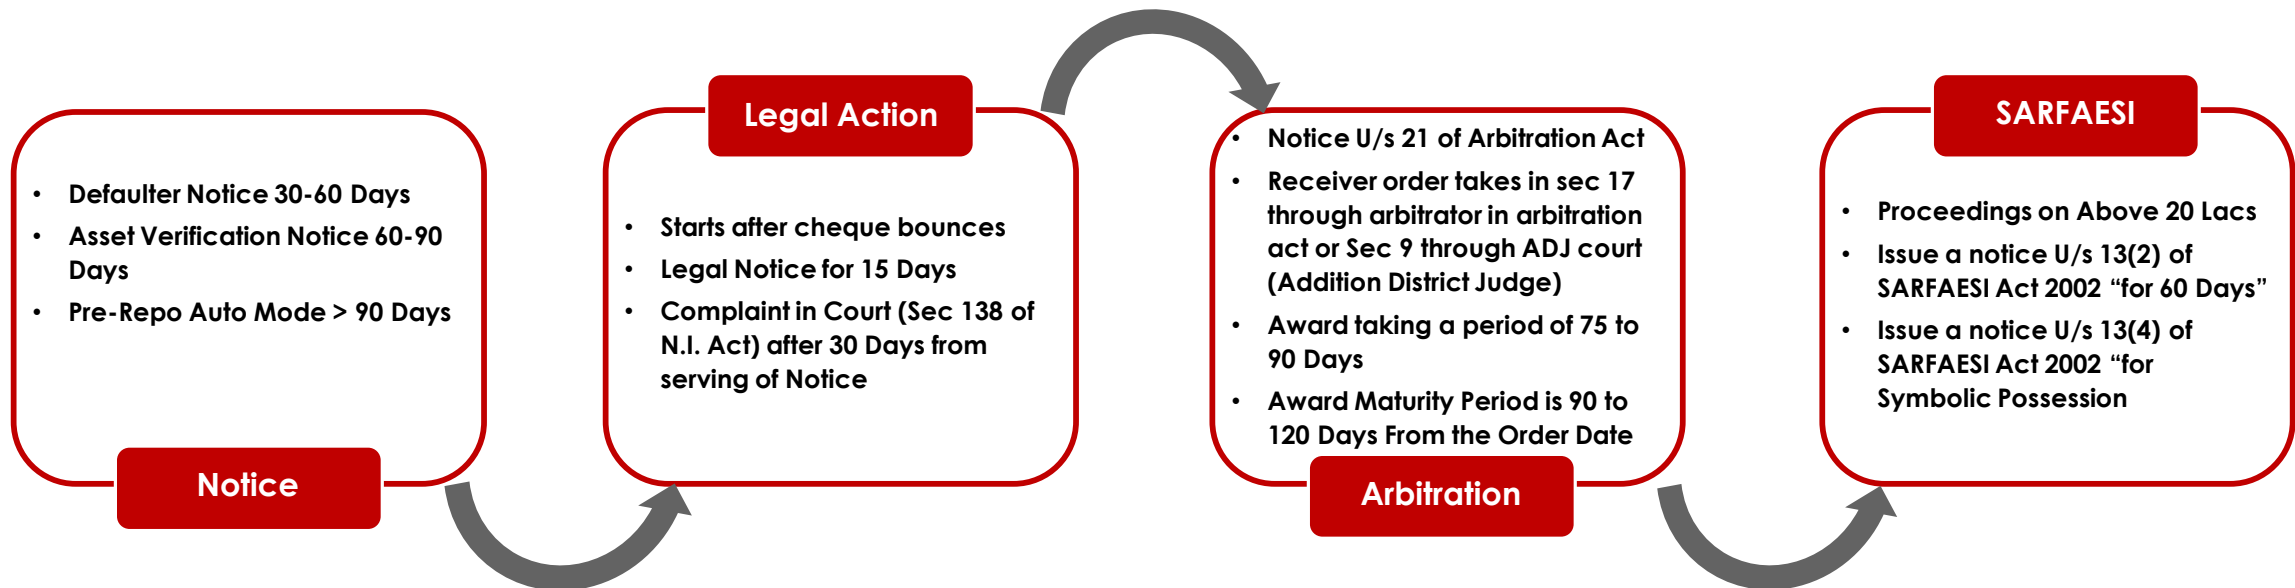 • Defaulter Notice 30-60 Days
• Asset Verification Notice 60-90
Days
• Pre-Repo Auto Mode > 90 Days
Notice
Legal Action
• Starts after cheque bounces
• Legal Notice for 15 Days
• Complaint in Court (Sec 138 of
N.I. Act) after 30 Days from
serving of Notice
• Notice U/s 21 of Arbitration Act
• Receiver order takes in sec 17
through arbitrator in arbitration
act or Sec 9 through ADJ court
(Addition District Judge)
• Award taking a period of 75 to
90 Days
• Award Maturity Period is 90 to
120 Days From the Order Date
Arbitration
SARFAESI
• Proceedings on Above 20 Lacs
• Issue a notice U/s 13(2) of
SARFAESI Act 2002 “for 60 Days”
• Issue a notice U/s 13(4) of
SARFAESI Act 2002 “for
Symbolic Possession